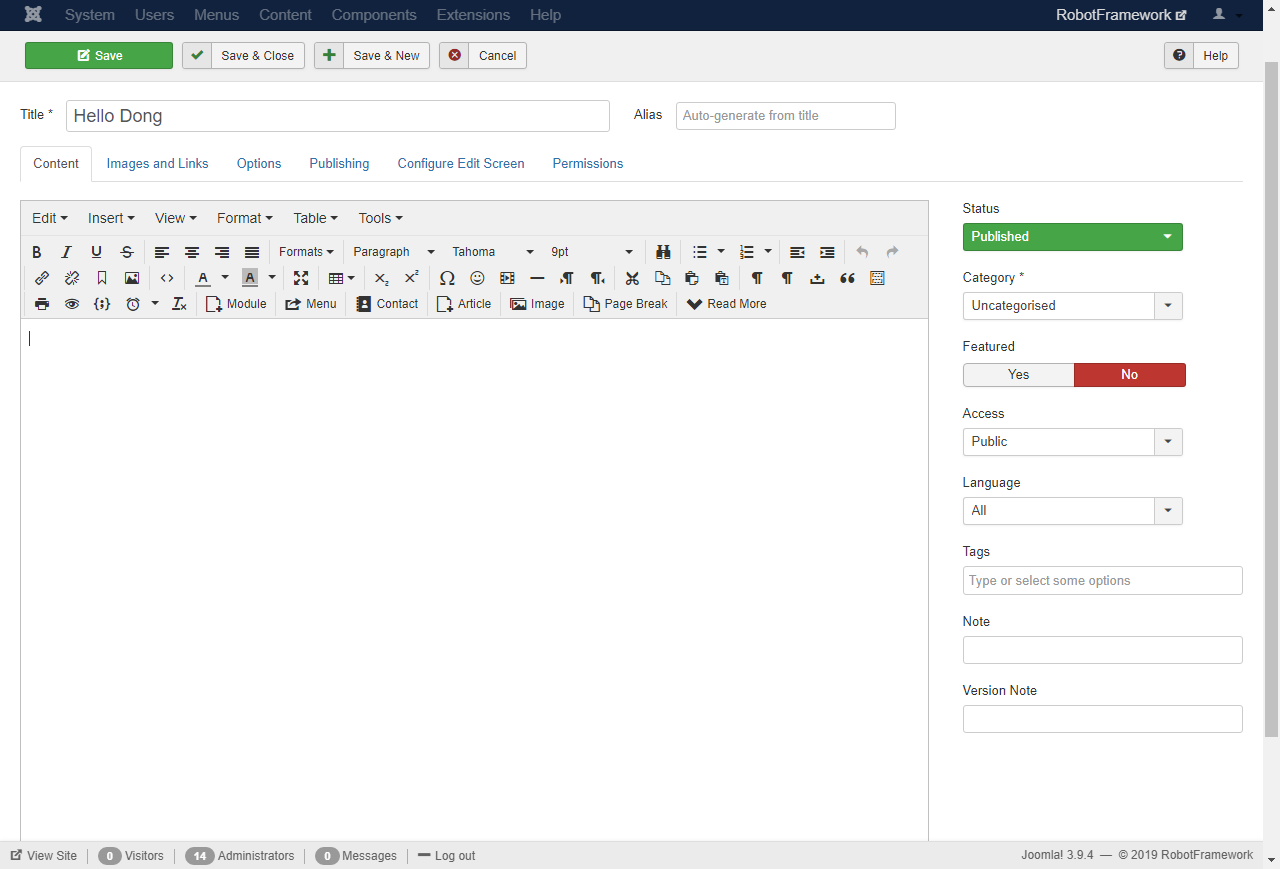 System Users Menus Content Components Extensions Help RobotFramework
Save Save & Close Save & New Cancel Help
Title * Hello Dong Alias Auto-generate from title
Content Images and Links Options Publishing Configure Edit Screen Permissions
Edit Insert View Format Table Tools
B I U S Formats Paragraph Tahoma 9pt
A A X₂ X²
Module Menu Contact Article Image Page Break Read More
Status
Published
Category *
Uncategorised
Featured
Yes No
Access
Public
Language
All
Tags
Type or select some options
Note
Version Note
View Site 0 Visitors 14 Administrators 0 Messages Log out Joomla! 3.9.4 — © 2019 RobotFramework